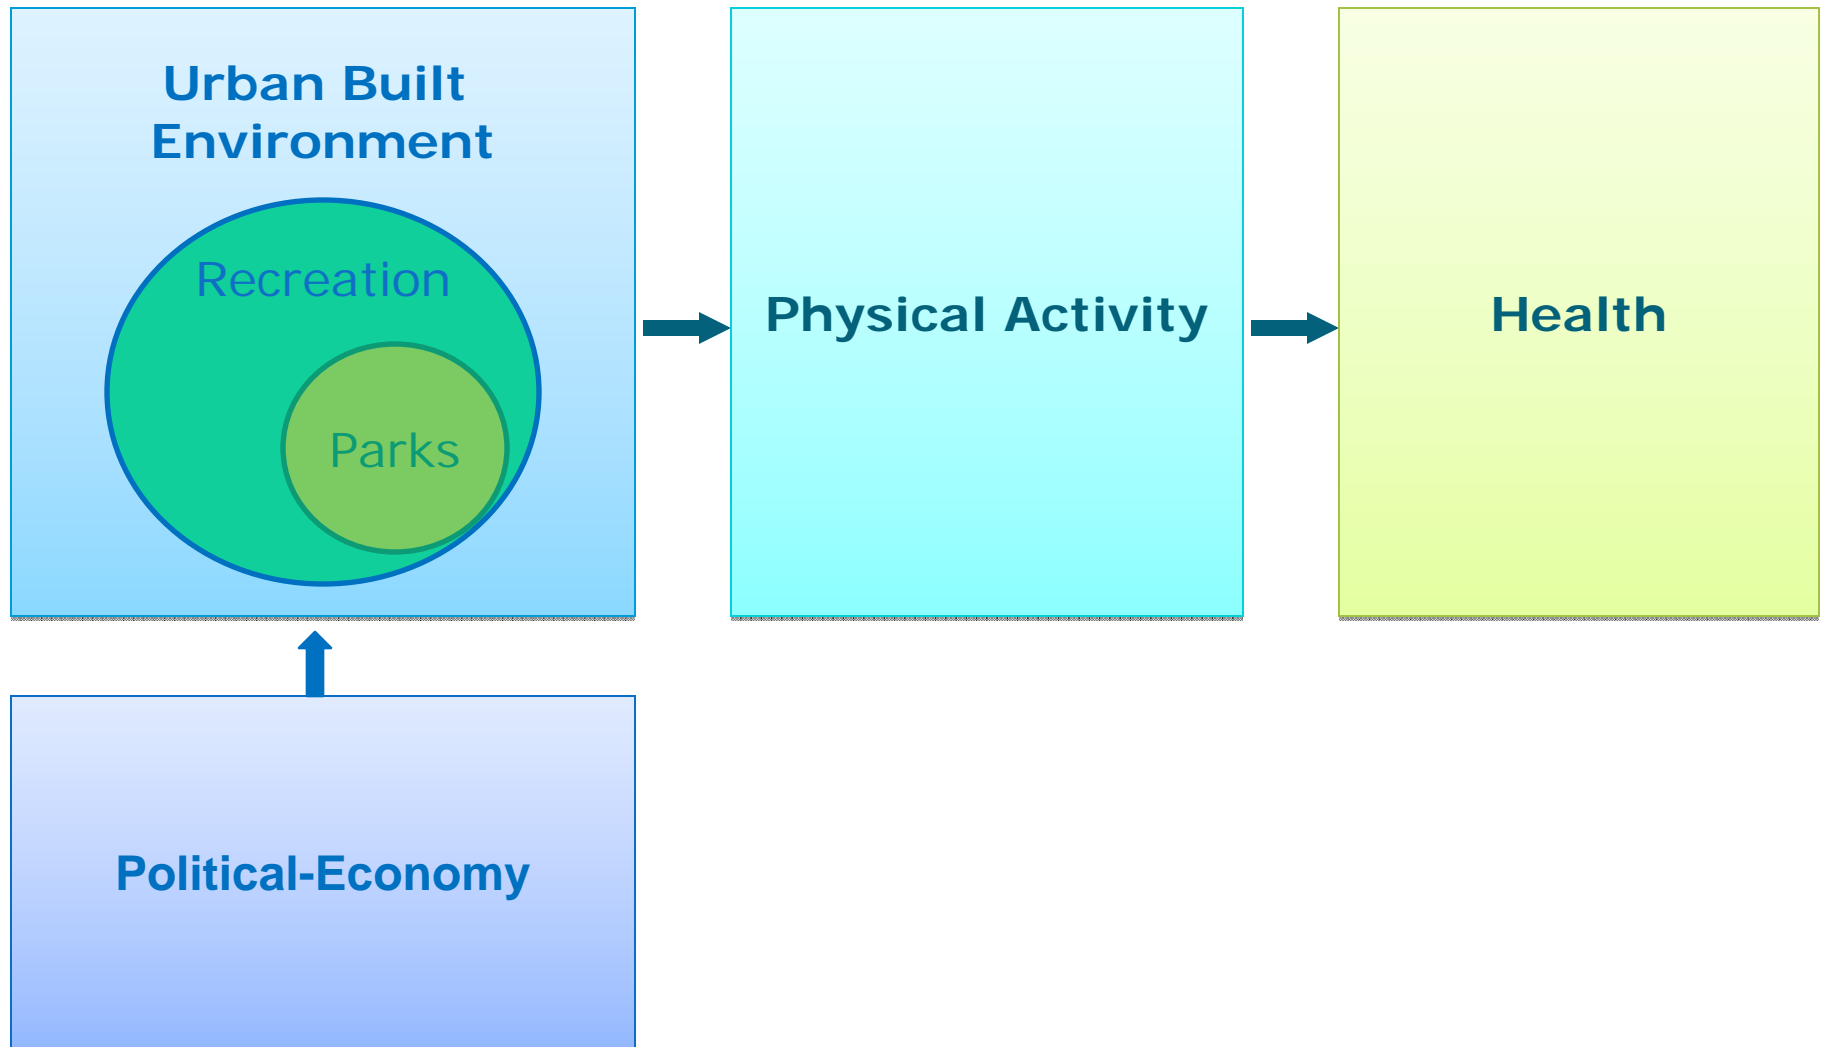 Urban Built
Environment
Recreation
Parks
Physical Activity
Health
Political-Economy